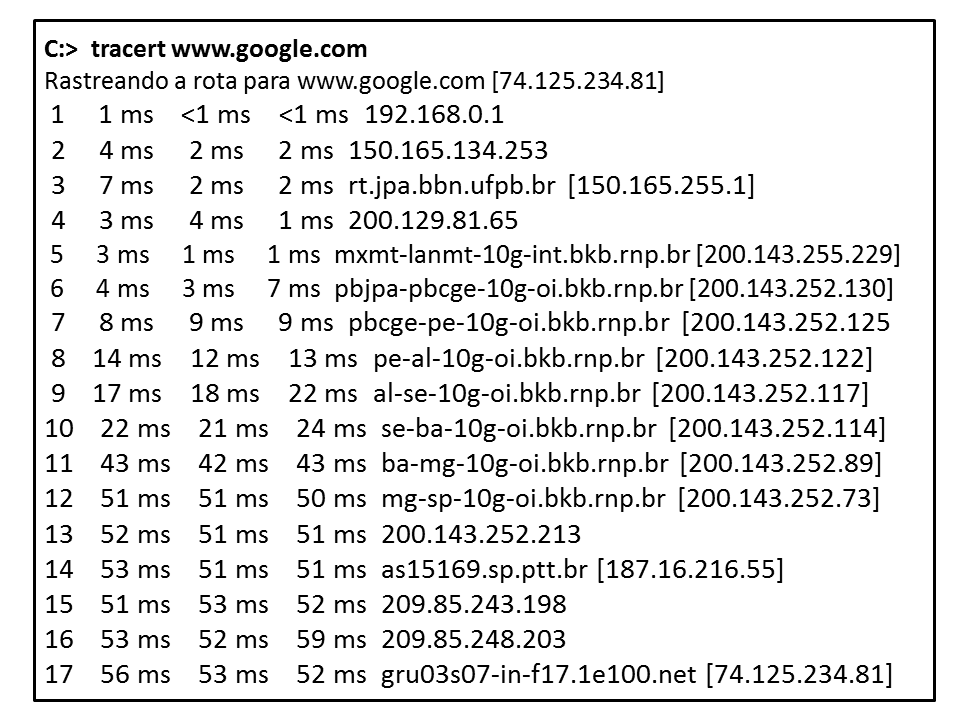 C:> tracert www.google.com
Rastreando a rota para www.google.com [74.125.234.81]
1 1 ms <1 ms <1 ms 192.168.0.1
2 4 ms 2 ms 2 ms 150.165.134.253
3 7 ms 2 ms 2 ms rt.jpa.bbn.ufpb.br [150.165.255.1]
4 3 ms 4 ms 1 ms 200.129.81.65
5 3 ms 1 ms 1 ms mxmt-lanmt-10g-int.bkb.rnp.br [200.143.255.229]
6 4 ms 3 ms 7 ms pbjpa-pbcge-10g-oi.bkb.rnp.br [200.143.252.130]
7 8 ms 9 ms 9 ms pbcge-pe-10g-oi.bkb.rnp.br [200.143.252.125
8 14 ms 12 ms 13 ms pe-al-10g-oi.bkb.rnp.br [200.143.252.122]
9 17 ms 18 ms 22 ms al-se-10g-oi.bkb.rnp.br [200.143.252.117]
10 22 ms 21 ms 24 ms se-ba-10g-oi.bkb.rnp.br [200.143.252.114]
11 43 ms 42 ms 43 ms ba-mg-10g-oi.bkb.rnp.br [200.143.252.89]
12 51 ms 51 ms 50 ms mg-sp-10g-oi.bkb.rnp.br [200.143.252.73]
13 52 ms 51 ms 51 ms 200.143.252.213
14 53 ms 51 ms 51 ms as15169.sp.ptt.br [187.16.216.55]
15 51 ms 53 ms 52 ms 209.85.243.198
16 53 ms 52 ms 59 ms 209.85.248.203
17 56 ms 53 ms 52 ms gru03s07-in-f17.1e100.net [74.125.234.81]